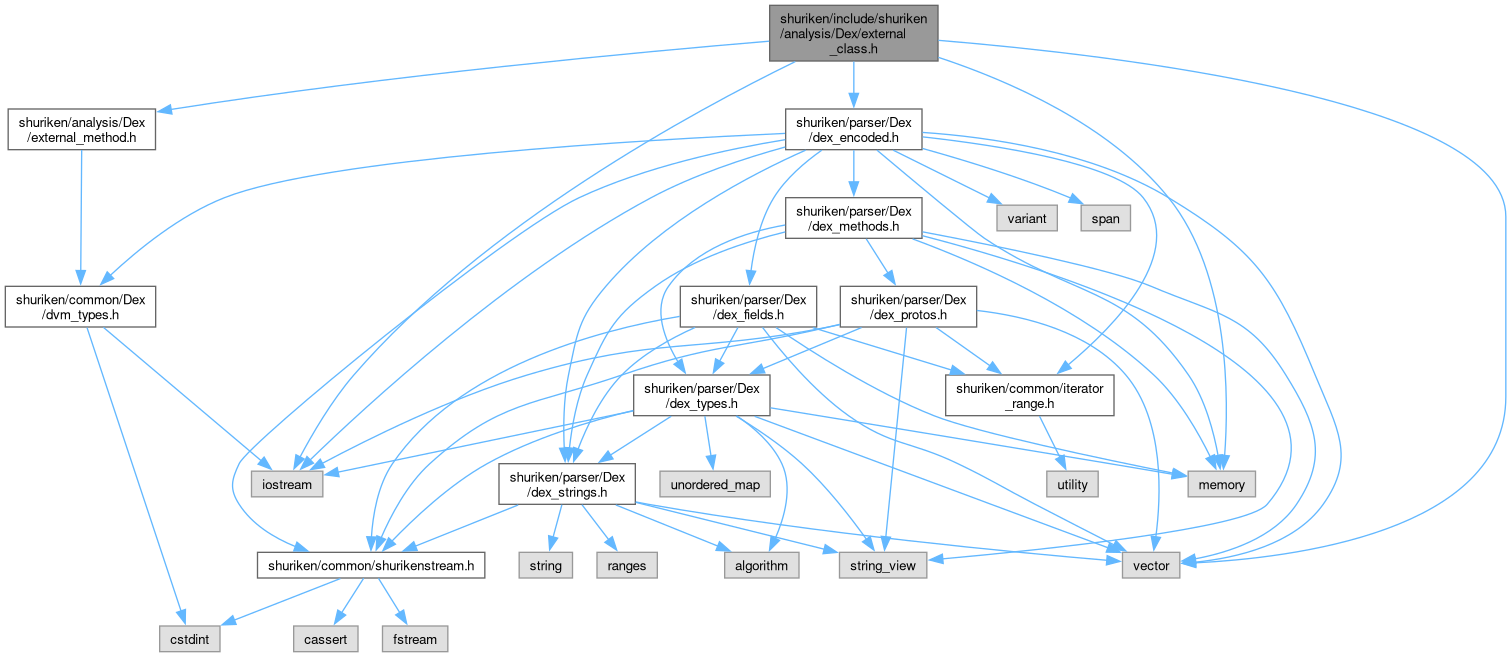 shuriken/include/shuriken
/analysis/Dex/external
_class.h
shuriken/analysis/Dex
/external_method.h
shuriken/parser/Dex
/dex_encoded.h
shuriken/parser/Dex
/dex_methods.h
variant
span
shuriken/common/Dex
/dvm_types.h
shuriken/parser/Dex
/dex_fields.h
shuriken/parser/Dex
/dex_protos.h
shuriken/parser/Dex
/dex_types.h
shuriken/common/iterator
_range.h
iostream
shuriken/parser/Dex
/dex_strings.h
unordered_map
utility
memory
shuriken/common/shurikenstream.h
string
ranges
algorithm
string_view
vector
cstdint
cassert
fstream